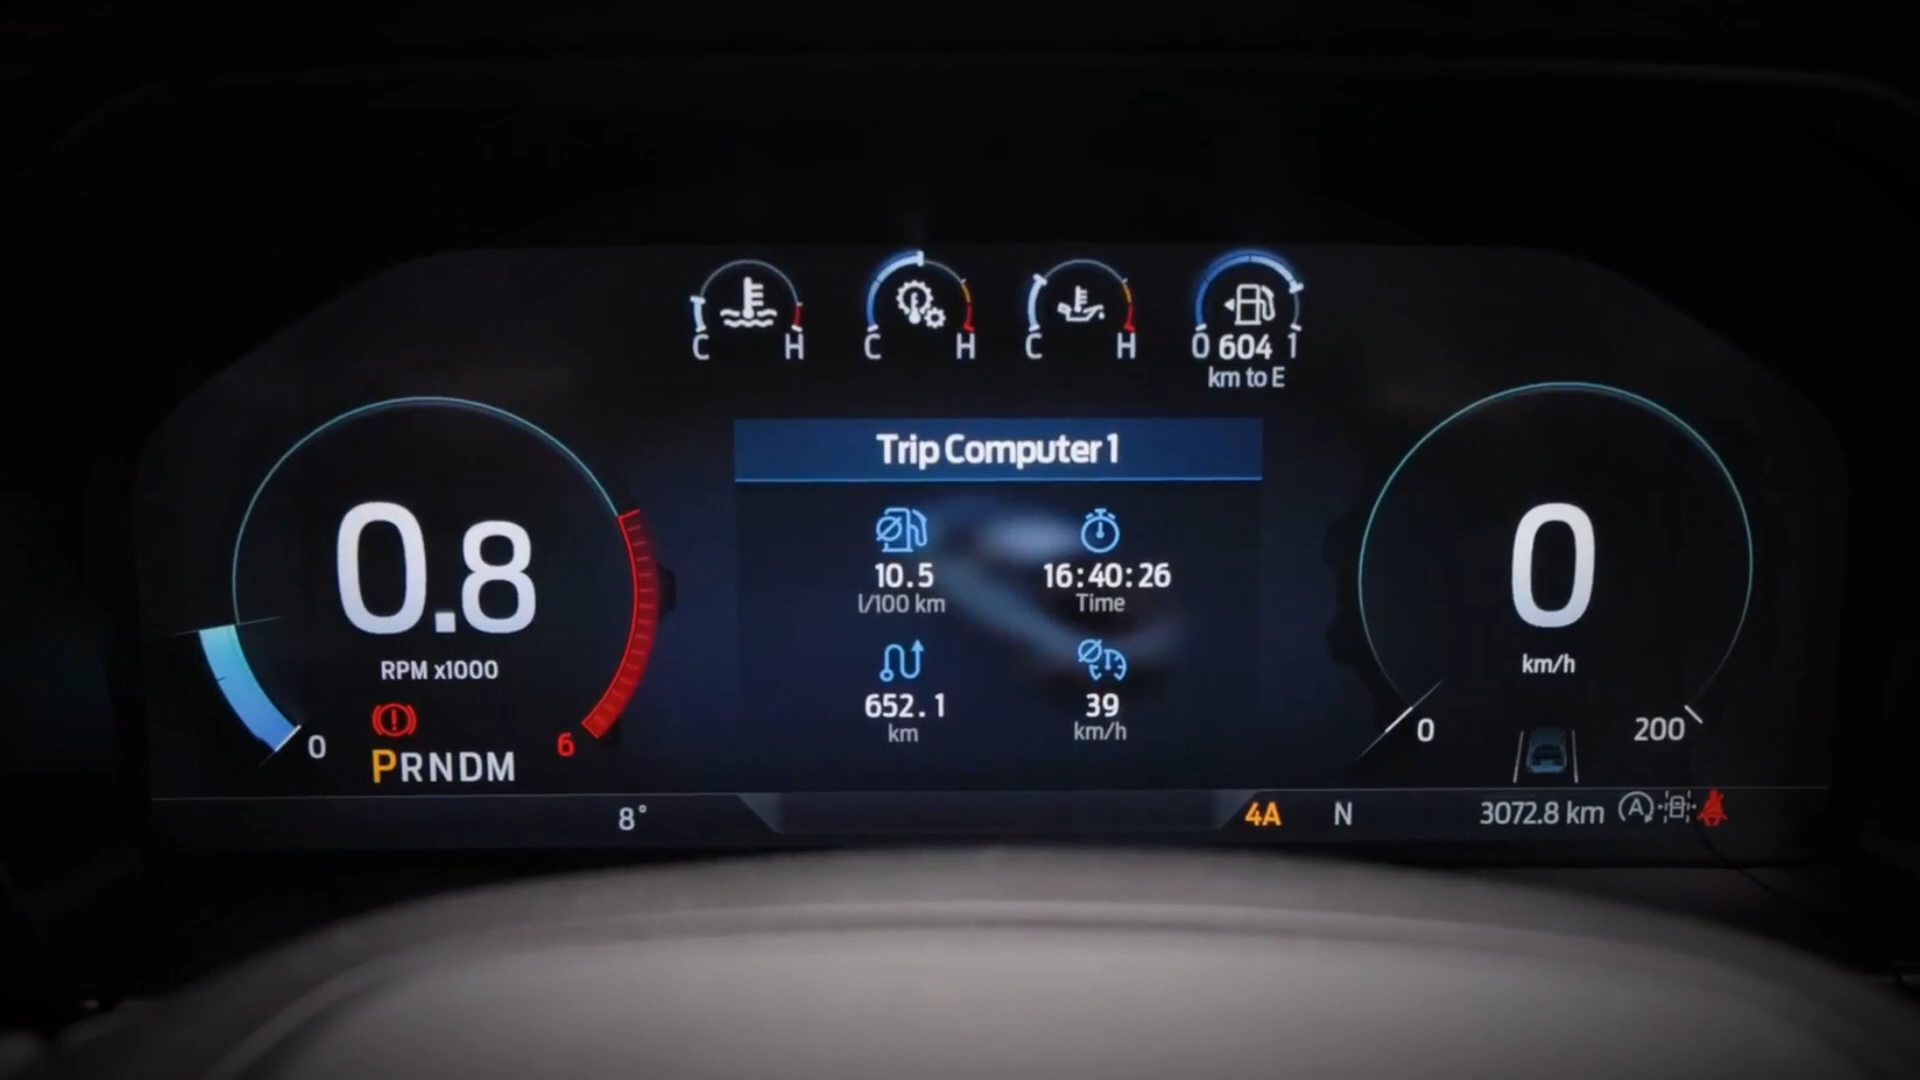 C H
C H
C H
0 604 1
km to E
Trip Computer 1
10.5
l/100 km
16:40:26
Time
652.1
km
39
km/h
0.8
RPM x1000
0
6
PRNDM
0
km/h
0
200
8°
4A
N
3072.8 km
A